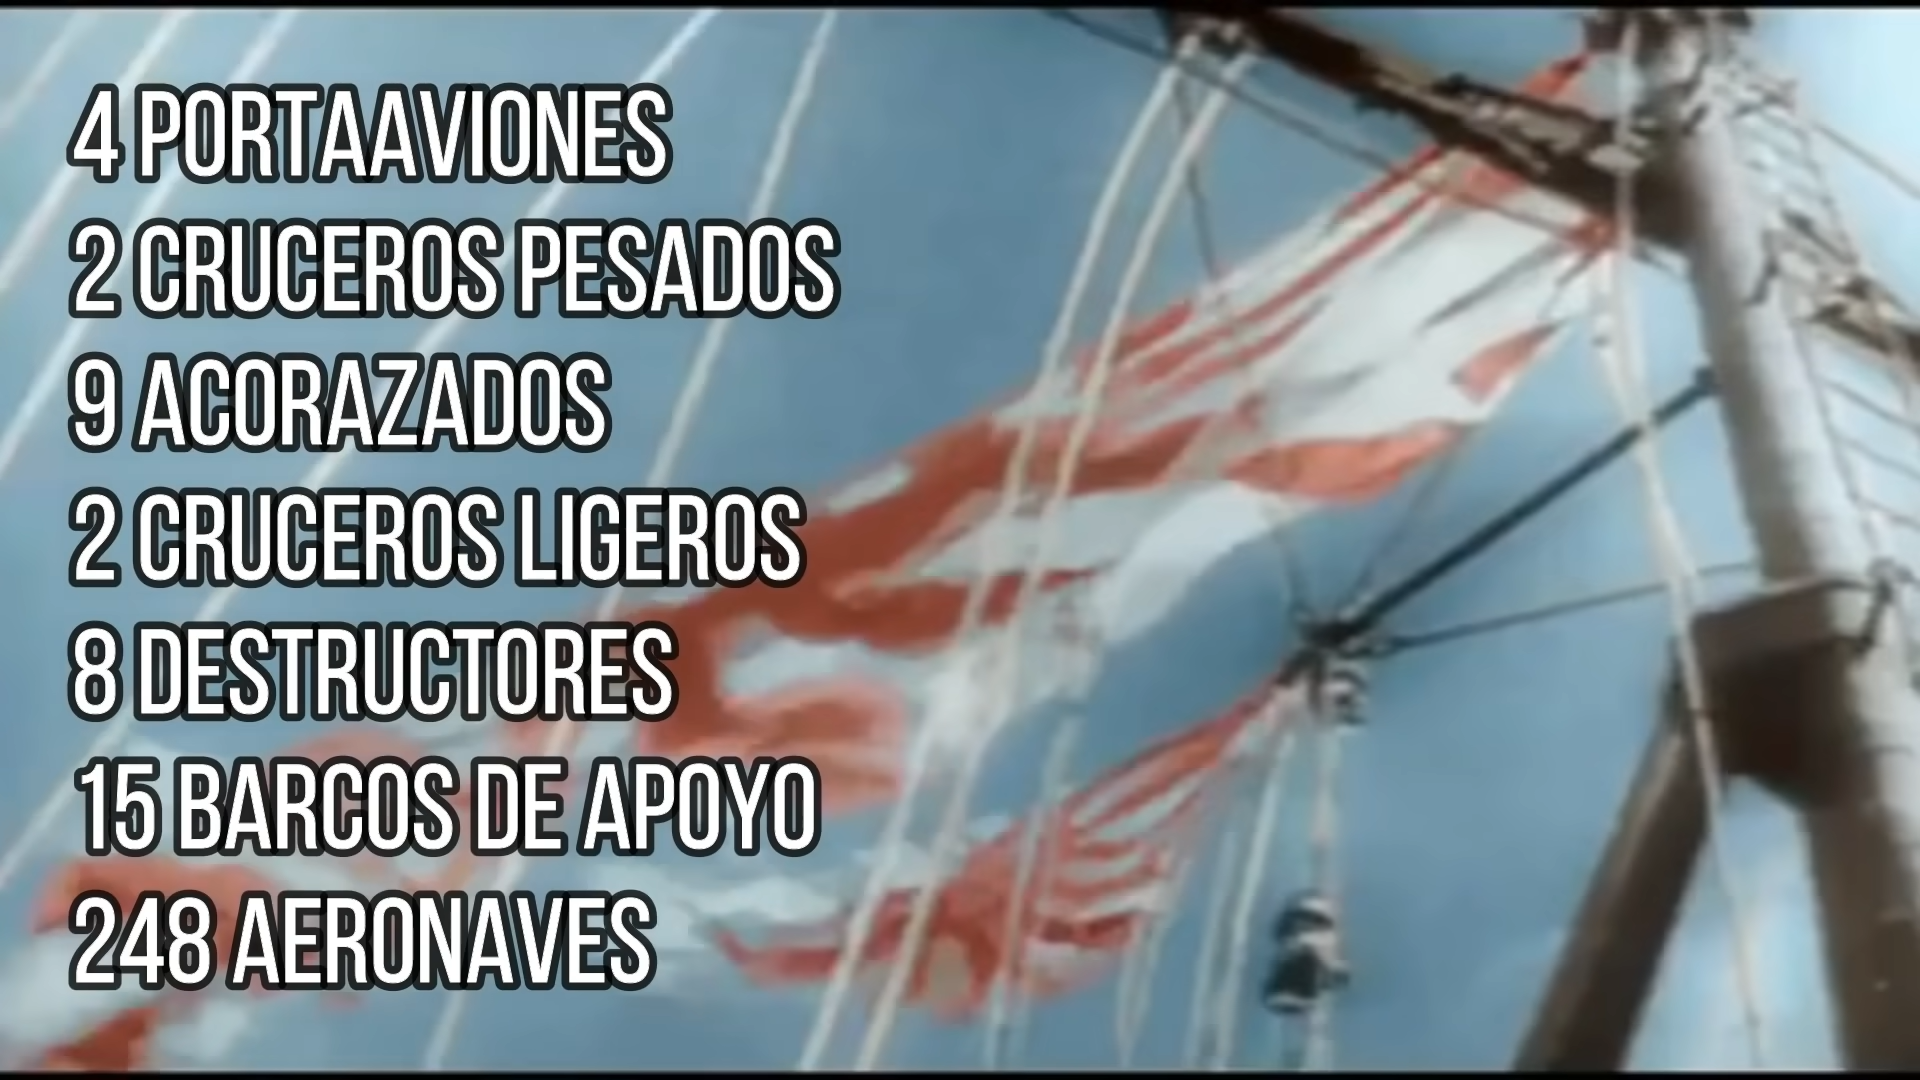 4 PORTAAVIONES
2 CRUCEROS PESADOS
9 ACORAZADOS
2 CRUCEROS LIGEROS
8 DESTRUCTORES
15 BARCOS DE APOYO
248 AERONAVES